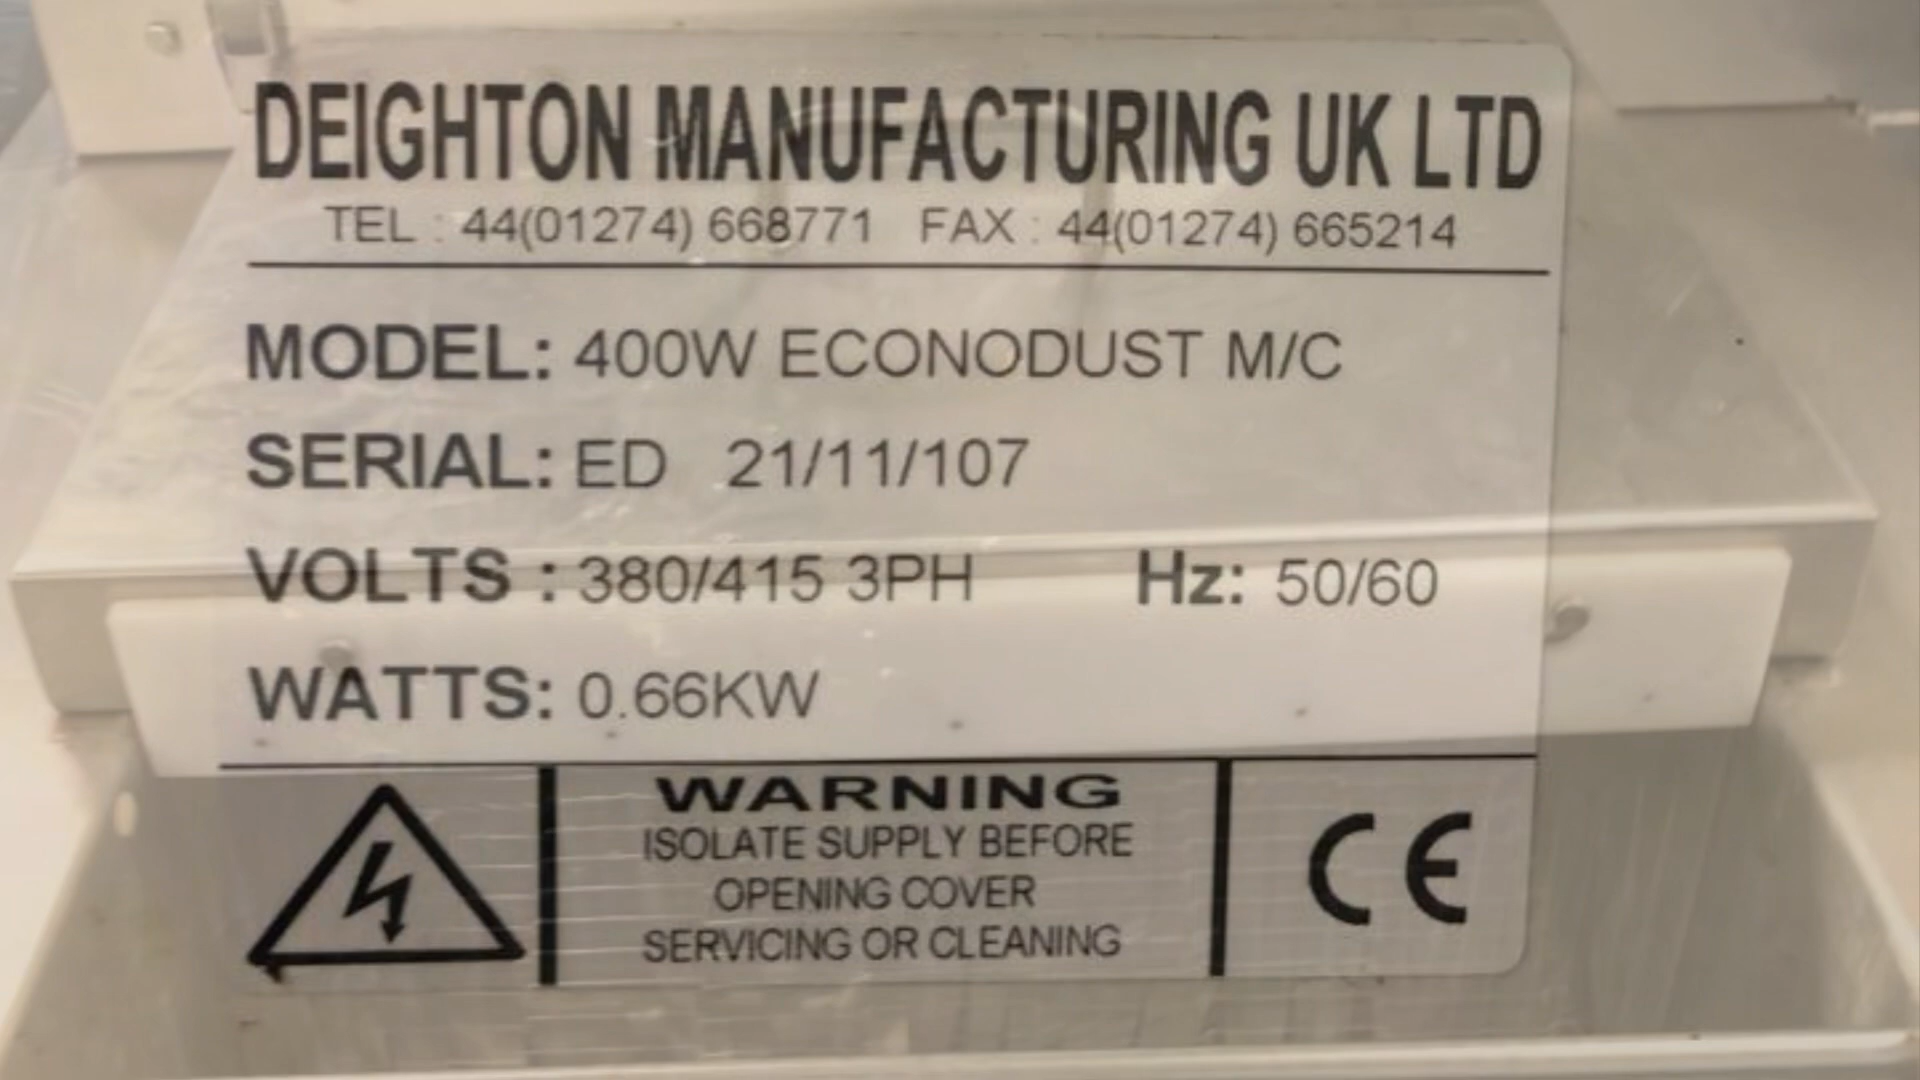 DEIGHTON MANUFACTURING UK LTD
TEL : 44(01274) 668771 FAX : 44(01274) 665214
MODEL: 400W ECONODUST M/C
SERIAL: ED 21/11/107
VOLTS : 380/415 3PH Hz: 50/60
WATTS: 0.66KW
WARNING
ISOLATE SUPPLY BEFORE
OPENING COVER
SERVICING OR CLEANING
CE